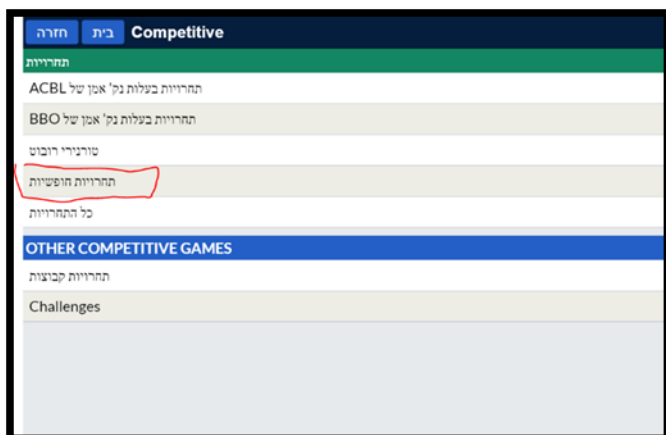 חזרה בית Competitive
תחרויות
תחרויות בעלות נק' אמן של ACBL
תחרויות בעלות נק' אמן של BBO
טורנירי רובוט
תחרויות חופשיות
כל התחרויות
OTHER COMPETITIVE GAMES
תחרויות קבוצות
Challenges